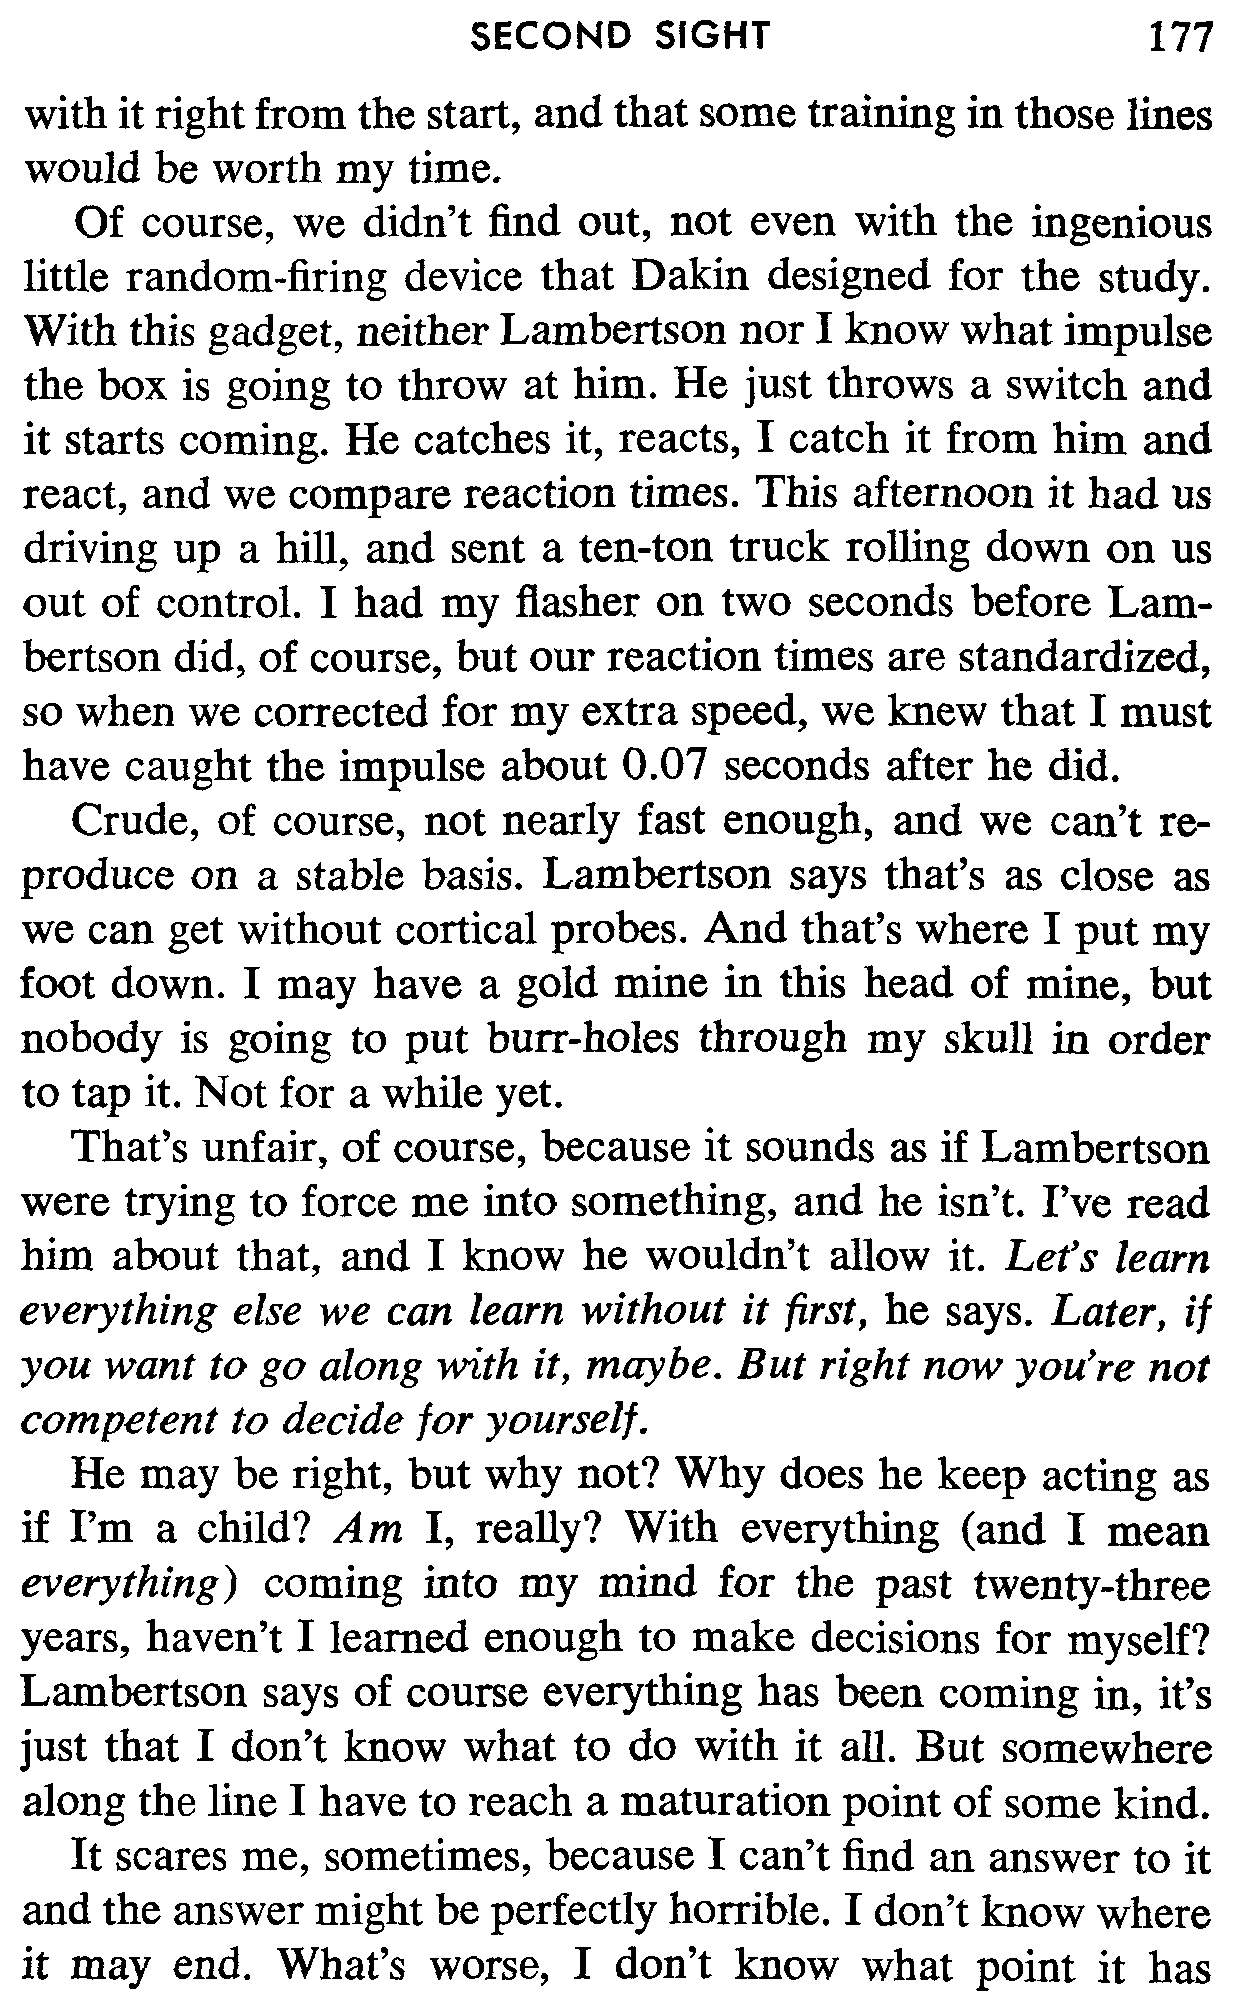 SECOND SIGHT 177
with it right from the start, and that some training in those lines
would be worth my time.
Of course, we didn't find out, not even with the ingenious
little random-firing device that Dakin designed for the study.
With this gadget, neither Lambertson nor I know what impulse
the box is going to throw at him. He just throws a switch and
it starts coming. He catches it, reacts, I catch it from him and
react, and we compare reaction times. This afternoon it had us
driving up a hill, and sent a ten-ton truck rolling down on us
out of control. I had my flasher on two seconds before Lam-
bertson did, of course, but our reaction times are standardized,
so when we corrected for my extra speed, we knew that I must
have caught the impulse about 0.07 seconds after he did.
Crude, of course, not nearly fast enough, and we can't re-
produce on a stable basis. Lambertson says that's as close as
we can get without cortical probes. And that's where I put my
foot down. I may have a gold mine in this head of mine, but
nobody is going to put burr-holes through my skull in order
to tap it. Not for a while yet.
That's unfair, of course, because it sounds as if Lambertson
were trying to force me into something, and he isn't. I've read
him about that, and I know he wouldn't allow it. Let's learn
everything else we can learn without it first, he says. Later, if
you want to go along with it, maybe. But right now you're not
competent to decide for yourself.
He may be right, but why not? Why does he keep acting as
if I'm a child? Am I, really? With everything (and I mean
everything) coming into my mind for the past twenty-three
years, haven't I learned enough to make decisions for myself?
Lambertson says of course everything has been coming in, it's
just that I don't know what to do with it all. But somewhere
along the line I have to reach a maturation point of some kind.
It scares me, sometimes, because I can't find an answer to it
and the answer might be perfectly horrible. I don't know where
it may end. What's worse, I don't know what point it has